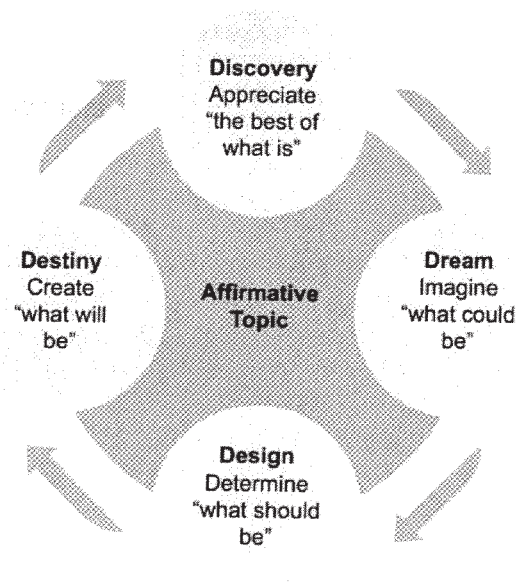 Discovery
Appreciate
“the best of
what is”
Dream
Imagine
“what could
be”
Design
Determine
“what should
be”
Destiny
Create
“what will
be”
Affirmative
Topic